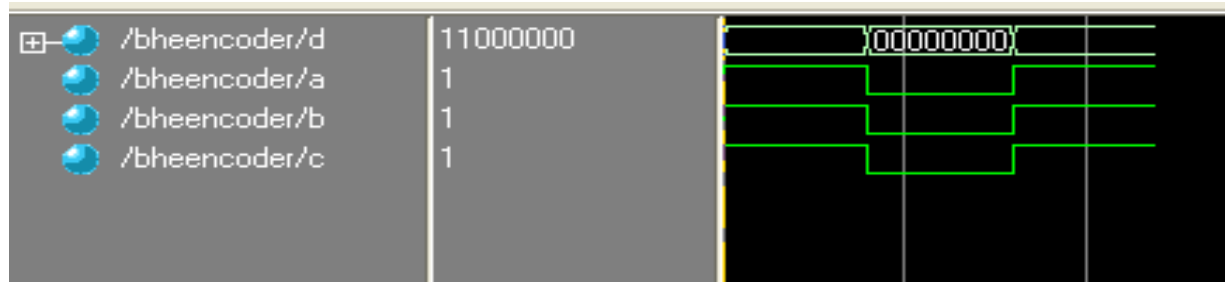 /bheencoder/d 11000000 00000000
/bheencoder/a 1
/bheencoder/b 1
/bheencoder/c 1